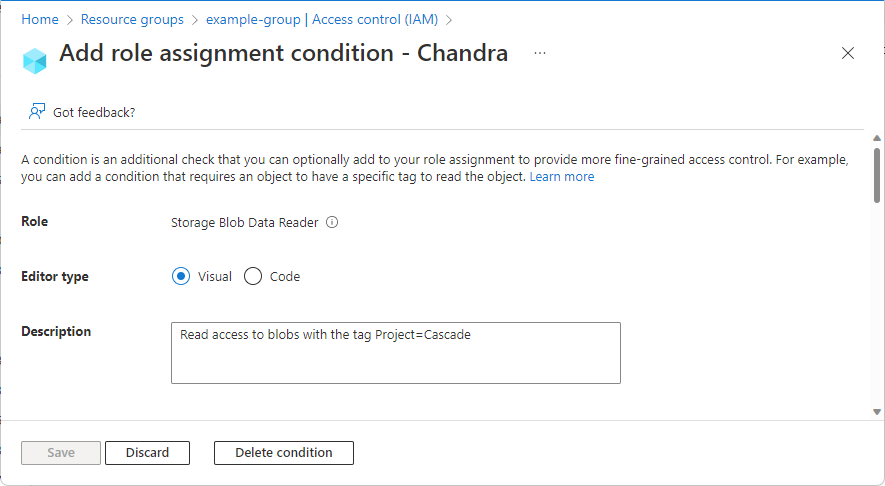 Home > Resource groups > example-group | Access control (IAM) >
Add role assignment condition - Chandra ...
Got feedback?
A condition is an additional check that you can optionally add to your role assignment to provide more fine-grained access control. For example,
you can add a condition that requires an object to have a specific tag to read the object. Learn more
Role Storage Blob Data Reader
Editor type Visual Code
Description Read access to blobs with the tag Project=Cascade
Save Discard Delete condition